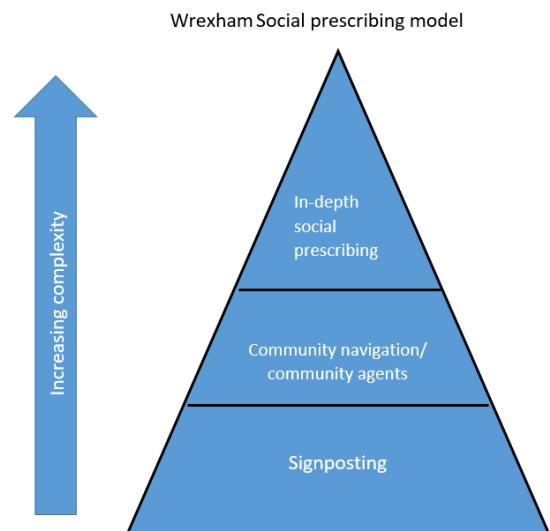 Wrexham Social prescribing model
Increasing complexity
In-depth
social
prescribing
Community navigation/
community agents
Signposting